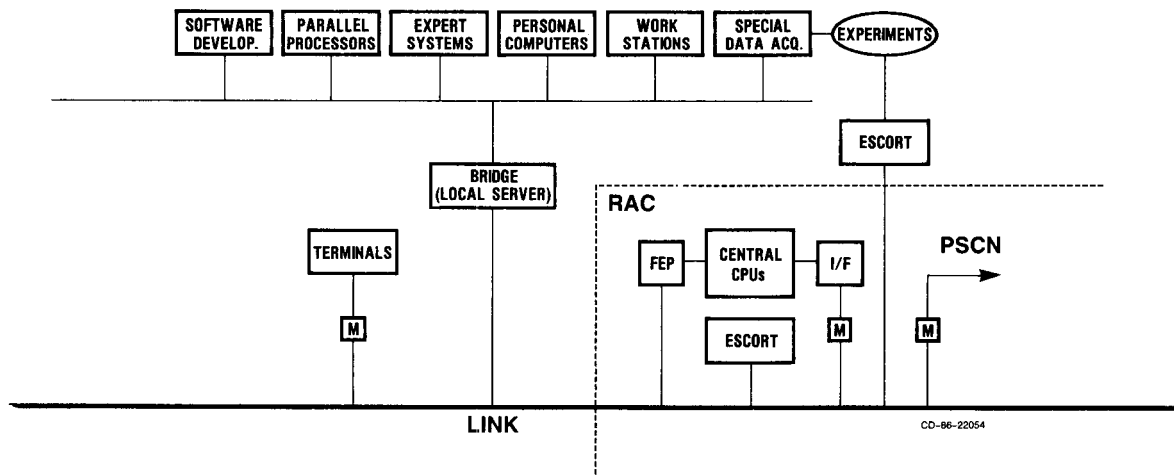 SOFTWARE
DEVELOP.
PARALLEL
PROCESSORS
EXPERT
SYSTEMS
PERSONAL
COMPUTERS
WORK
STATIONS
SPECIAL
DATA ACQ.
EXPERIMENTS
ESCORT
BRIDGE
(LOCAL SERVER)
RAC
TERMINALS
FEP
CENTRAL
CPUs
I/F
PSCN
M
ESCORT
M
M
LINK
CD-86-22054